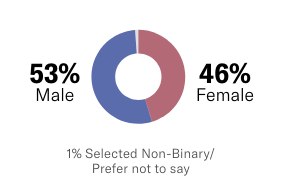 53%
Male
46%
Female
1% Selected Non-Binary/
Prefer not to say